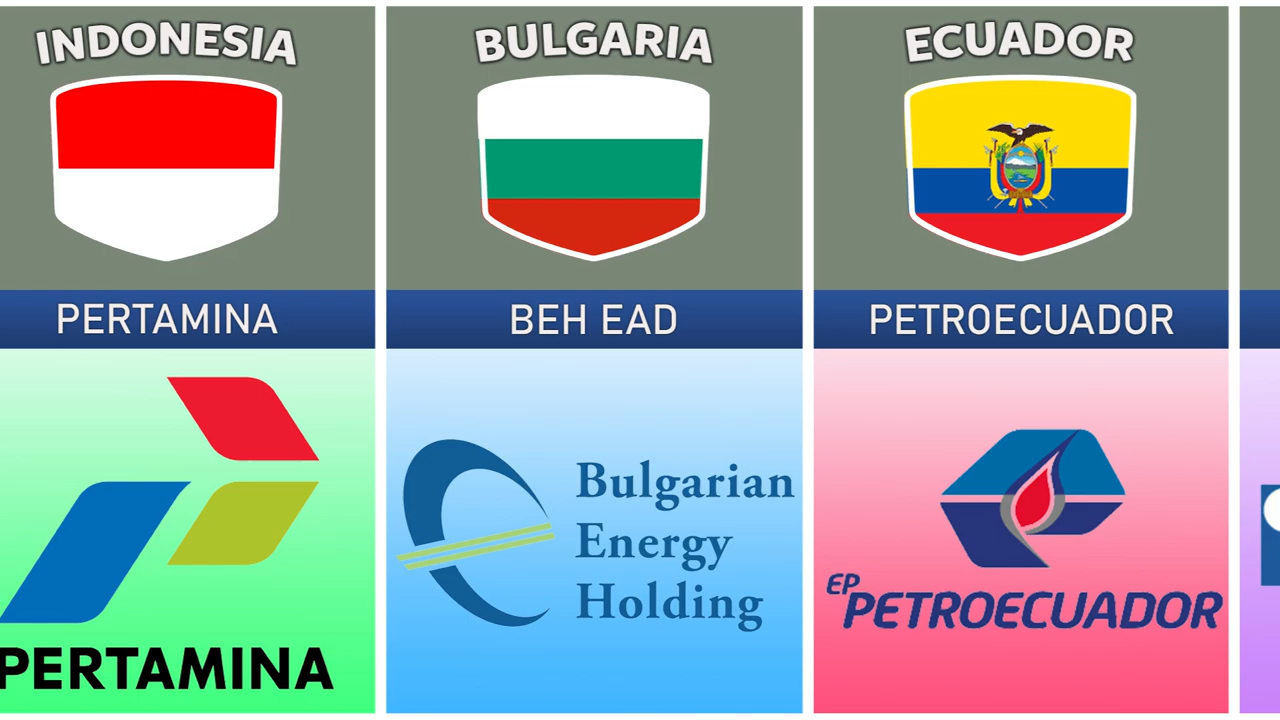 INDONESIA
PERTAMINA
PERTAMINA
BULGARIA
BEH EAD
Bulgarian
Energy
Holding
ECUADOR
PETROECUADOR
EP PETROECUADOR